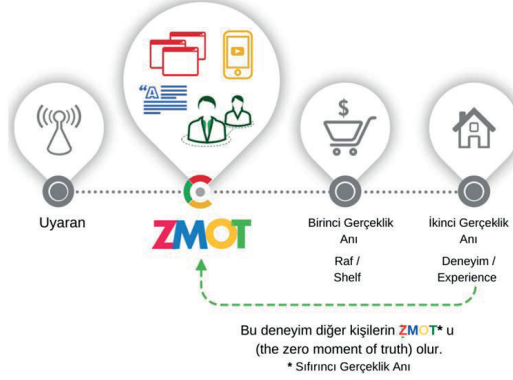 "A
$
Uyaran
ZMOT
Birinci Gerçeklik
Anı
Raf /
Shelf
İkinci Gerçeklik
Anı
Deneyim /
Experience
Bu deneyim diğer kişilerin ZMOT* u
(the zero moment of truth) olur.
* Sıfırıncı Gerçeklik Anı